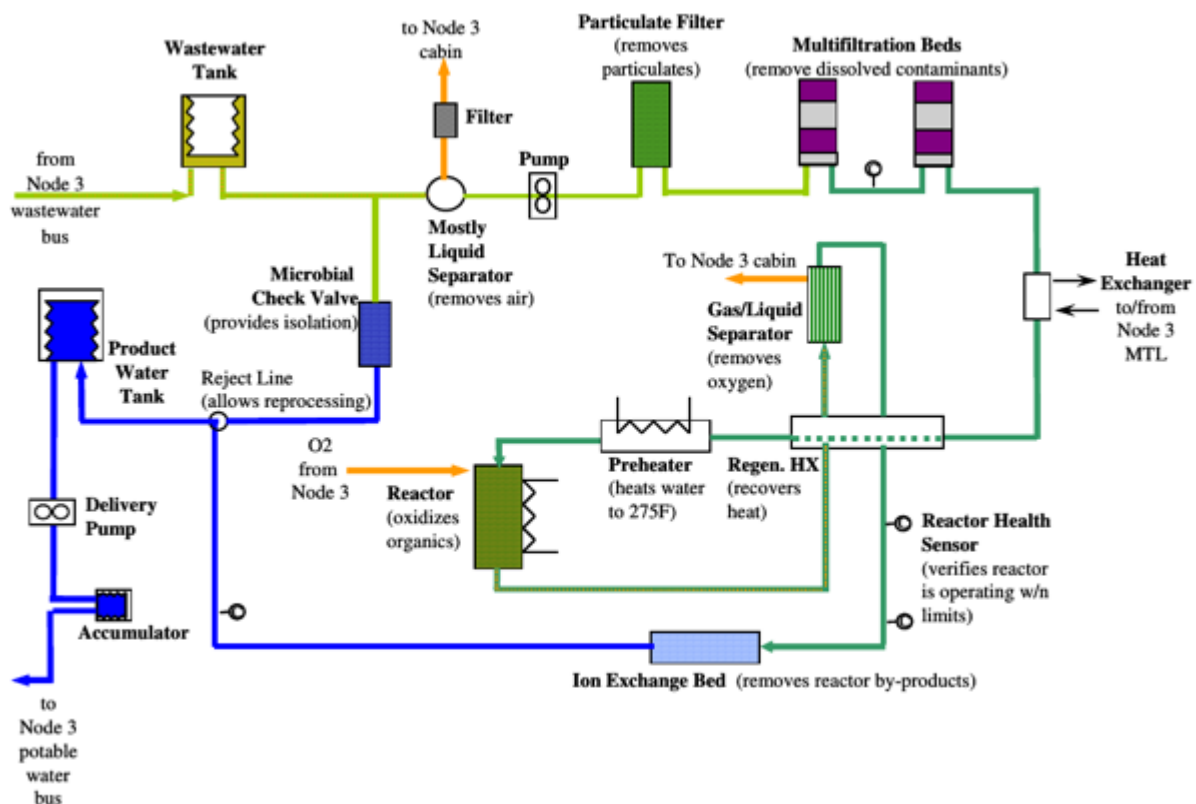 to Node 3
cabin
Particulate Filter
(removes
particulates)
Multifiltration Beds
(remove dissolved contaminants)
Wastewater
Tank
Filter
Pump
from
Node 3
wastewater
bus
Mostly
Liquid
Separator
(removes air)
Microbial
Check Valve
(provides isolation)
To Node 3 cabin
Gas/Liquid
Separator
(removes
oxygen)
Heat
Exchanger
to/from
Node 3
MTL
Product
Water
Tank
Reject Line
(allows reprocessing)
O2
from
Node 3
Reactor
(oxidizes
organics)
Preheater
(heats water
to 275F)
Regen. HX
(recovers
heat)
Delivery
Pump
Reactor Health
Sensor
(verifies reactor
is operating w/n
limits)
Accumulator
Ion Exchange Bed (removes reactor by-products)
to
Node 3
potable
water
bus